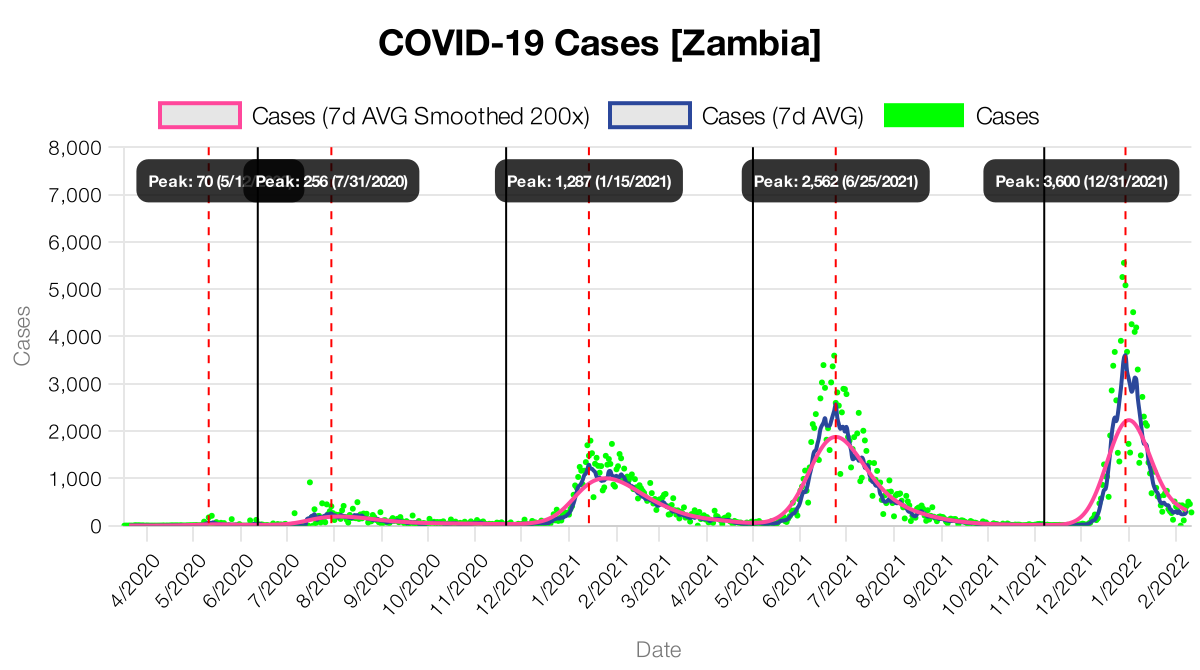 COVID-19 Cases [Zambia]
Cases (7d AVG Smoothed 200x)
Cases (7d AVG)
Cases
8,000
7,000
6,000
5,000
4,000
3,000
2,000
1,000
0
Peak: 70 (5/12
Peak: 256 (7/31/2020)
Peak: 1,287 (1/15/2021)
Peak: 2,562 (6/25/2021)
Peak: 3,600 (12/31/2021)
Cases
4/2020
5/2020
6/2020
7/2020
8/2020
9/2020
10/2020
11/2020
12/2020
1/2021
2/2021
3/2021
4/2021
5/2021
6/2021
7/2021
8/2021
9/2021
10/2021
11/2021
12/2021
1/2022
2/2022
Date